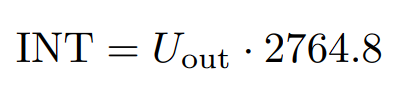 INT = U_out · 2764.8